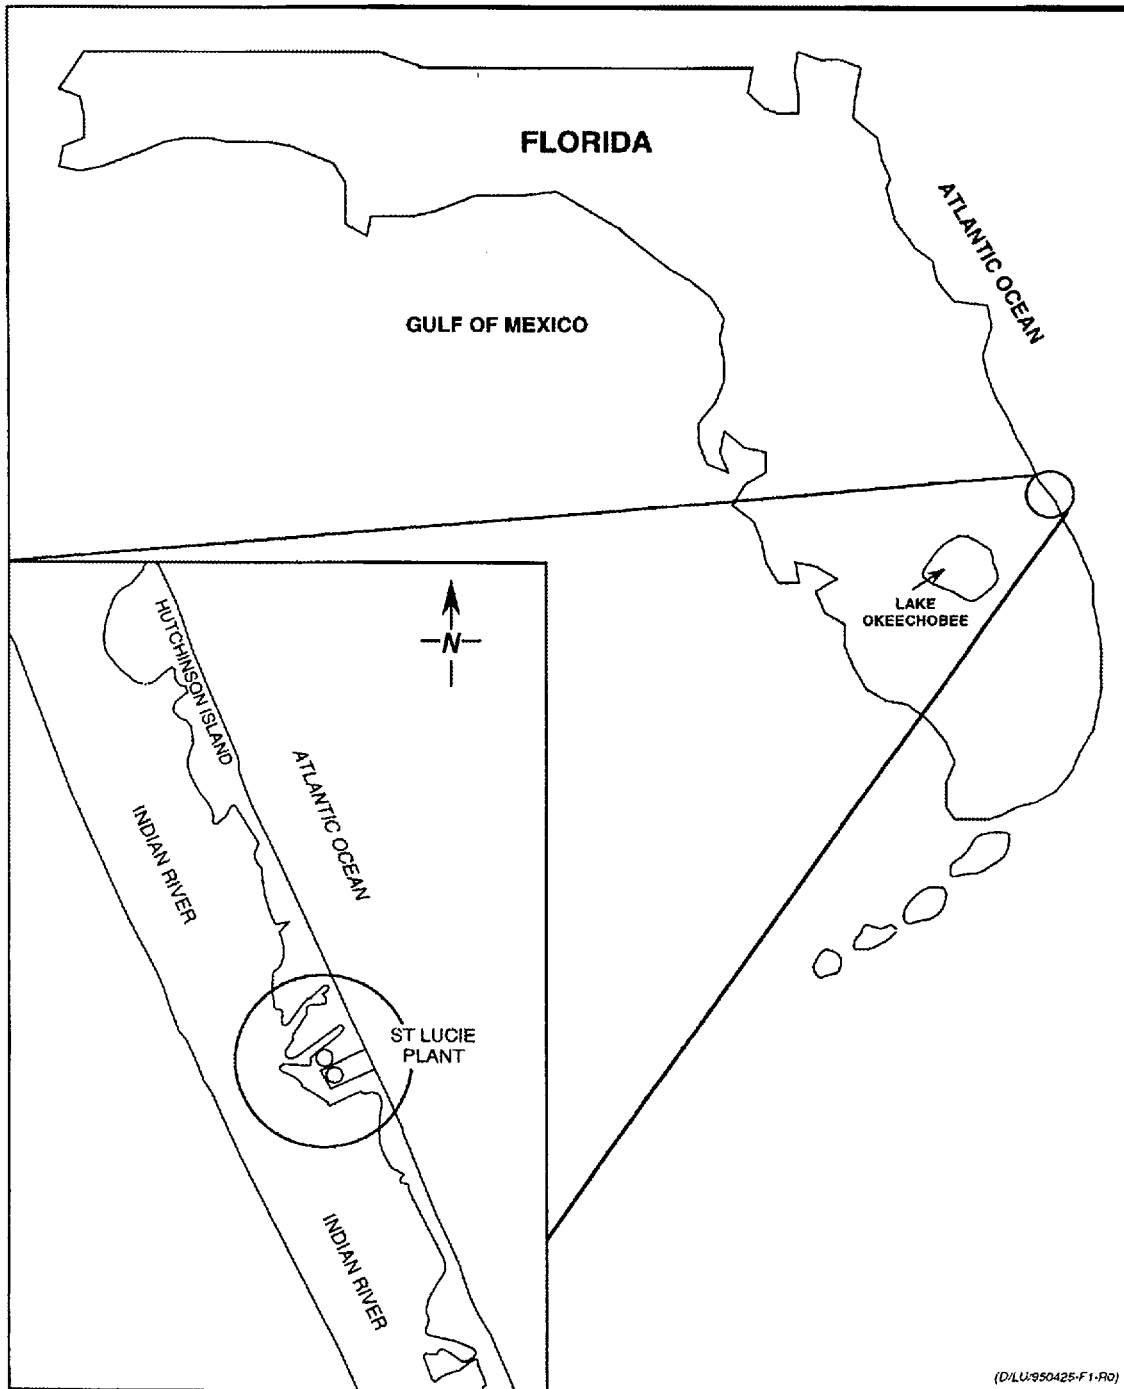 FLORIDA
ATLANTIC OCEAN
GULF OF MEXICO
LAKE
OKEECHOBEE
N
HUTCHINSON ISLAND
ATLANTIC OCEAN
INDIAN RIVER
ST LUCIE
PLANT
INDIAN RIVER
(D/LU/950425-F1-R0)